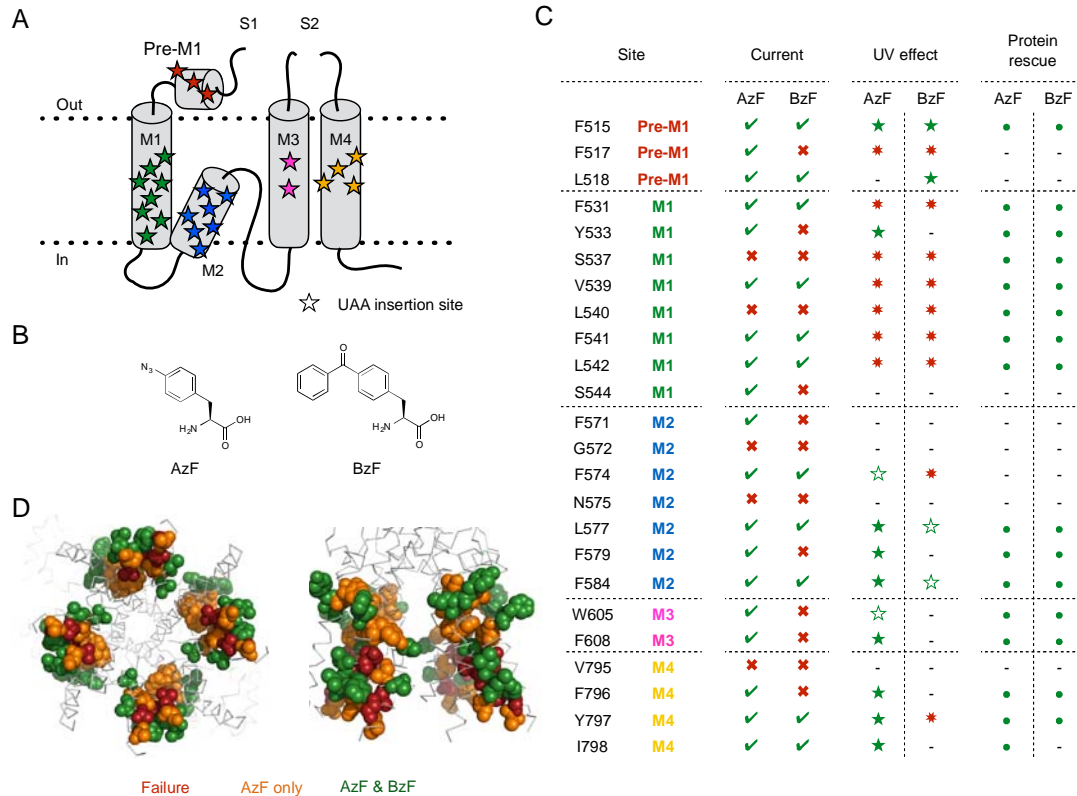 A
S1
S2
Pre-M1
Out
M1
M3
M4
In
M2
UAA insertion site
B
N3
H2N
OH
O
AzF
O
H2N
OH
O
BzF
C
Site Current UV effect Protein rescue
AzF BzF AzF BzF AzF BzF
F515 Pre-M1 ✔ ✔ ★ ★ ● ●
F517 Pre-M1 ✔ ✖ ✸ ✸ - -
L518 Pre-M1 ✔ ✔ - ★ - -
F531 M1 ✔ ✔ ✸ ✸ ● ●
Y533 M1 ✔ ✖ ★ - ● ●
S537 M1 ✖ ✖ ✸ ✸ ● ●
V539 M1 ✔ ✔ ✸ ✸ ● ●
L540 M1 ✖ ✖ ✸ ✸ ● ●
F541 M1 ✔ ✔ ✸ ✸ ● ●
L542 M1 ✔ ✔ ✸ ✸ ● ●
S544 M1 ✔ ✖ - - - -
F571 M2 ✔ ✖ - - - -
G572 M2 ✖ ✖ - - - -
F574 M2 ✔ ✔ ☆ ✸ - -
N575 M2 ✖ ✖ - - - -
L577 M2 ✔ ✔ ★ ☆ ● ●
F579 M2 ✔ ✖ ★ - ● ●
F584 M2 ✔ ✔ ★ ☆ ● ●
W605 M3 ✔ ✖ ☆ - ● ●
F608 M3 ✔ ✖ ★ - ● ●
V795 M4 ✖ ✖ - - - -
F796 M4 ✔ ✖ ★ - ● ●
Y797 M4 ✔ ✔ ★ ✸ ● ●
I798 M4 ✔ ✔ ★ - ● -
D
Failure AzF only AzF & BzF